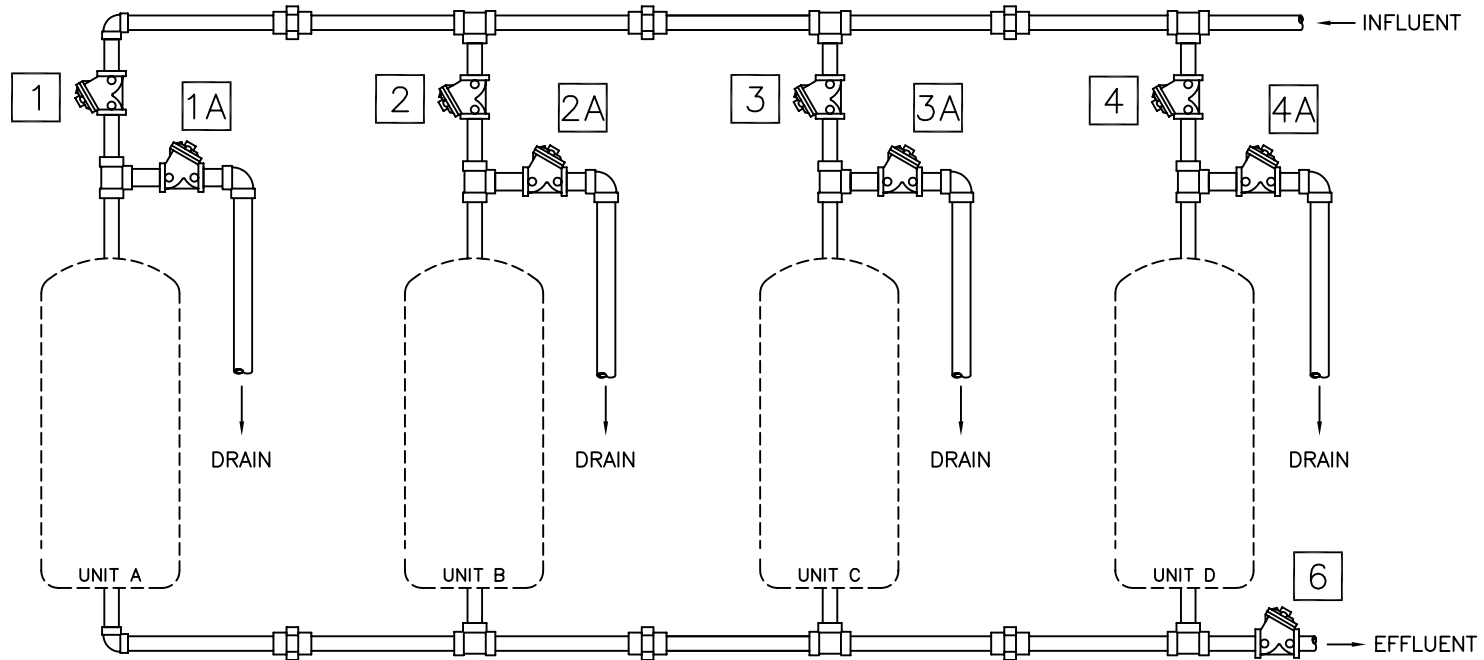 INFLUENT
1
1A
2
2A
3
3A
4
4A
DRAIN
DRAIN
DRAIN
DRAIN
UNIT A
UNIT B
UNIT C
UNIT D
6
EFFLUENT